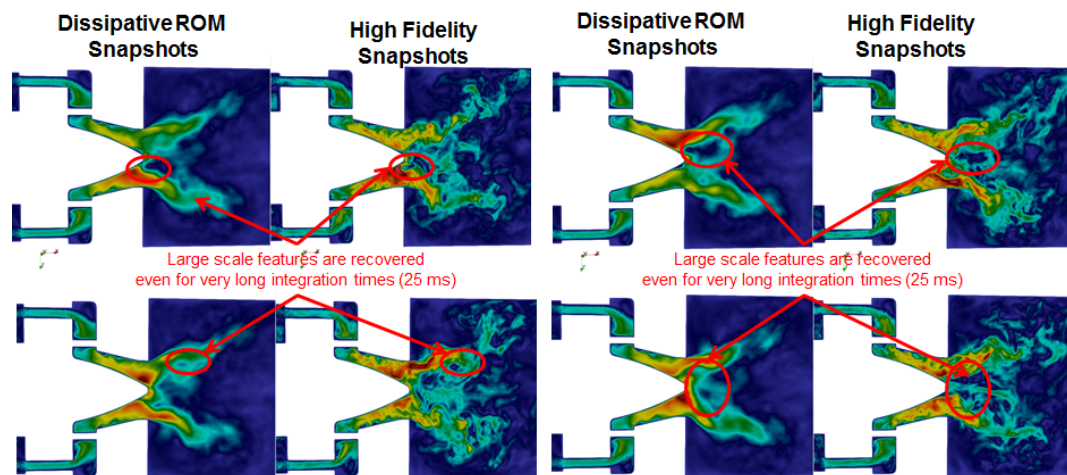 Dissipative ROM
Snapshots
High Fidelity
Snapshots
Dissipative ROM
Snapshots
High Fidelity
Snapshots
Large scale features are recovered
even for very long integration times (25 ms)
Large scale features are recovered
even for very long integration times (25 ms)